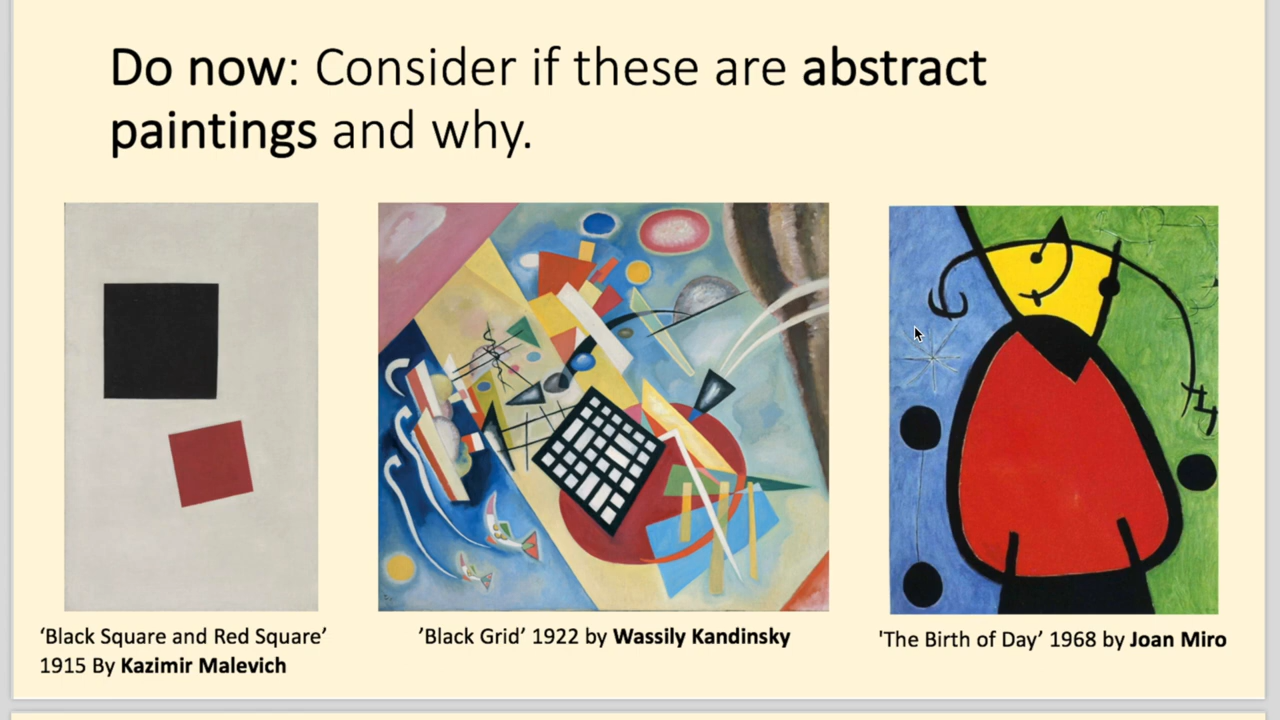 Do now: Consider if these are abstract
paintings and why.
‘Black Square and Red Square’
1915 By Kazimir Malevich
’Black Grid’ 1922 by Wassily Kandinsky
'The Birth of Day’ 1968 by Joan Miro